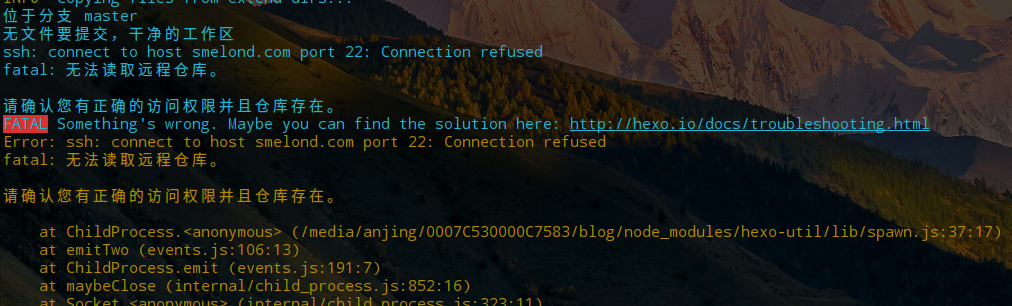 INFO  Copying files from extend dirs...
位于分支 master
无文件要提交，干净的工作区
ssh: connect to host smelond.com port 22: Connection refused
fatal: 无法读取远程仓库。
请确认您有正确的访问权限并且仓库存在。
FATAL Something's wrong. Maybe you can find the solution here: http://hexo.io/docs/troubleshooting.html
Error: ssh: connect to host smelond.com port 22: Connection refused
fatal: 无法读取远程仓库。
请确认您有正确的访问权限并且仓库存在。
at ChildProcess.<anonymous> (/media/anjing/0007C530000C7583/blog/node_modules/hexo-util/lib/spawn.js:37:17)
at emitTwo (events.js:106:13)
at ChildProcess.emit (events.js:191:7)
at maybeClose (internal/child_process.js:852:16)
at Socket.<anonymous> (internal/child_process.js:323:11)